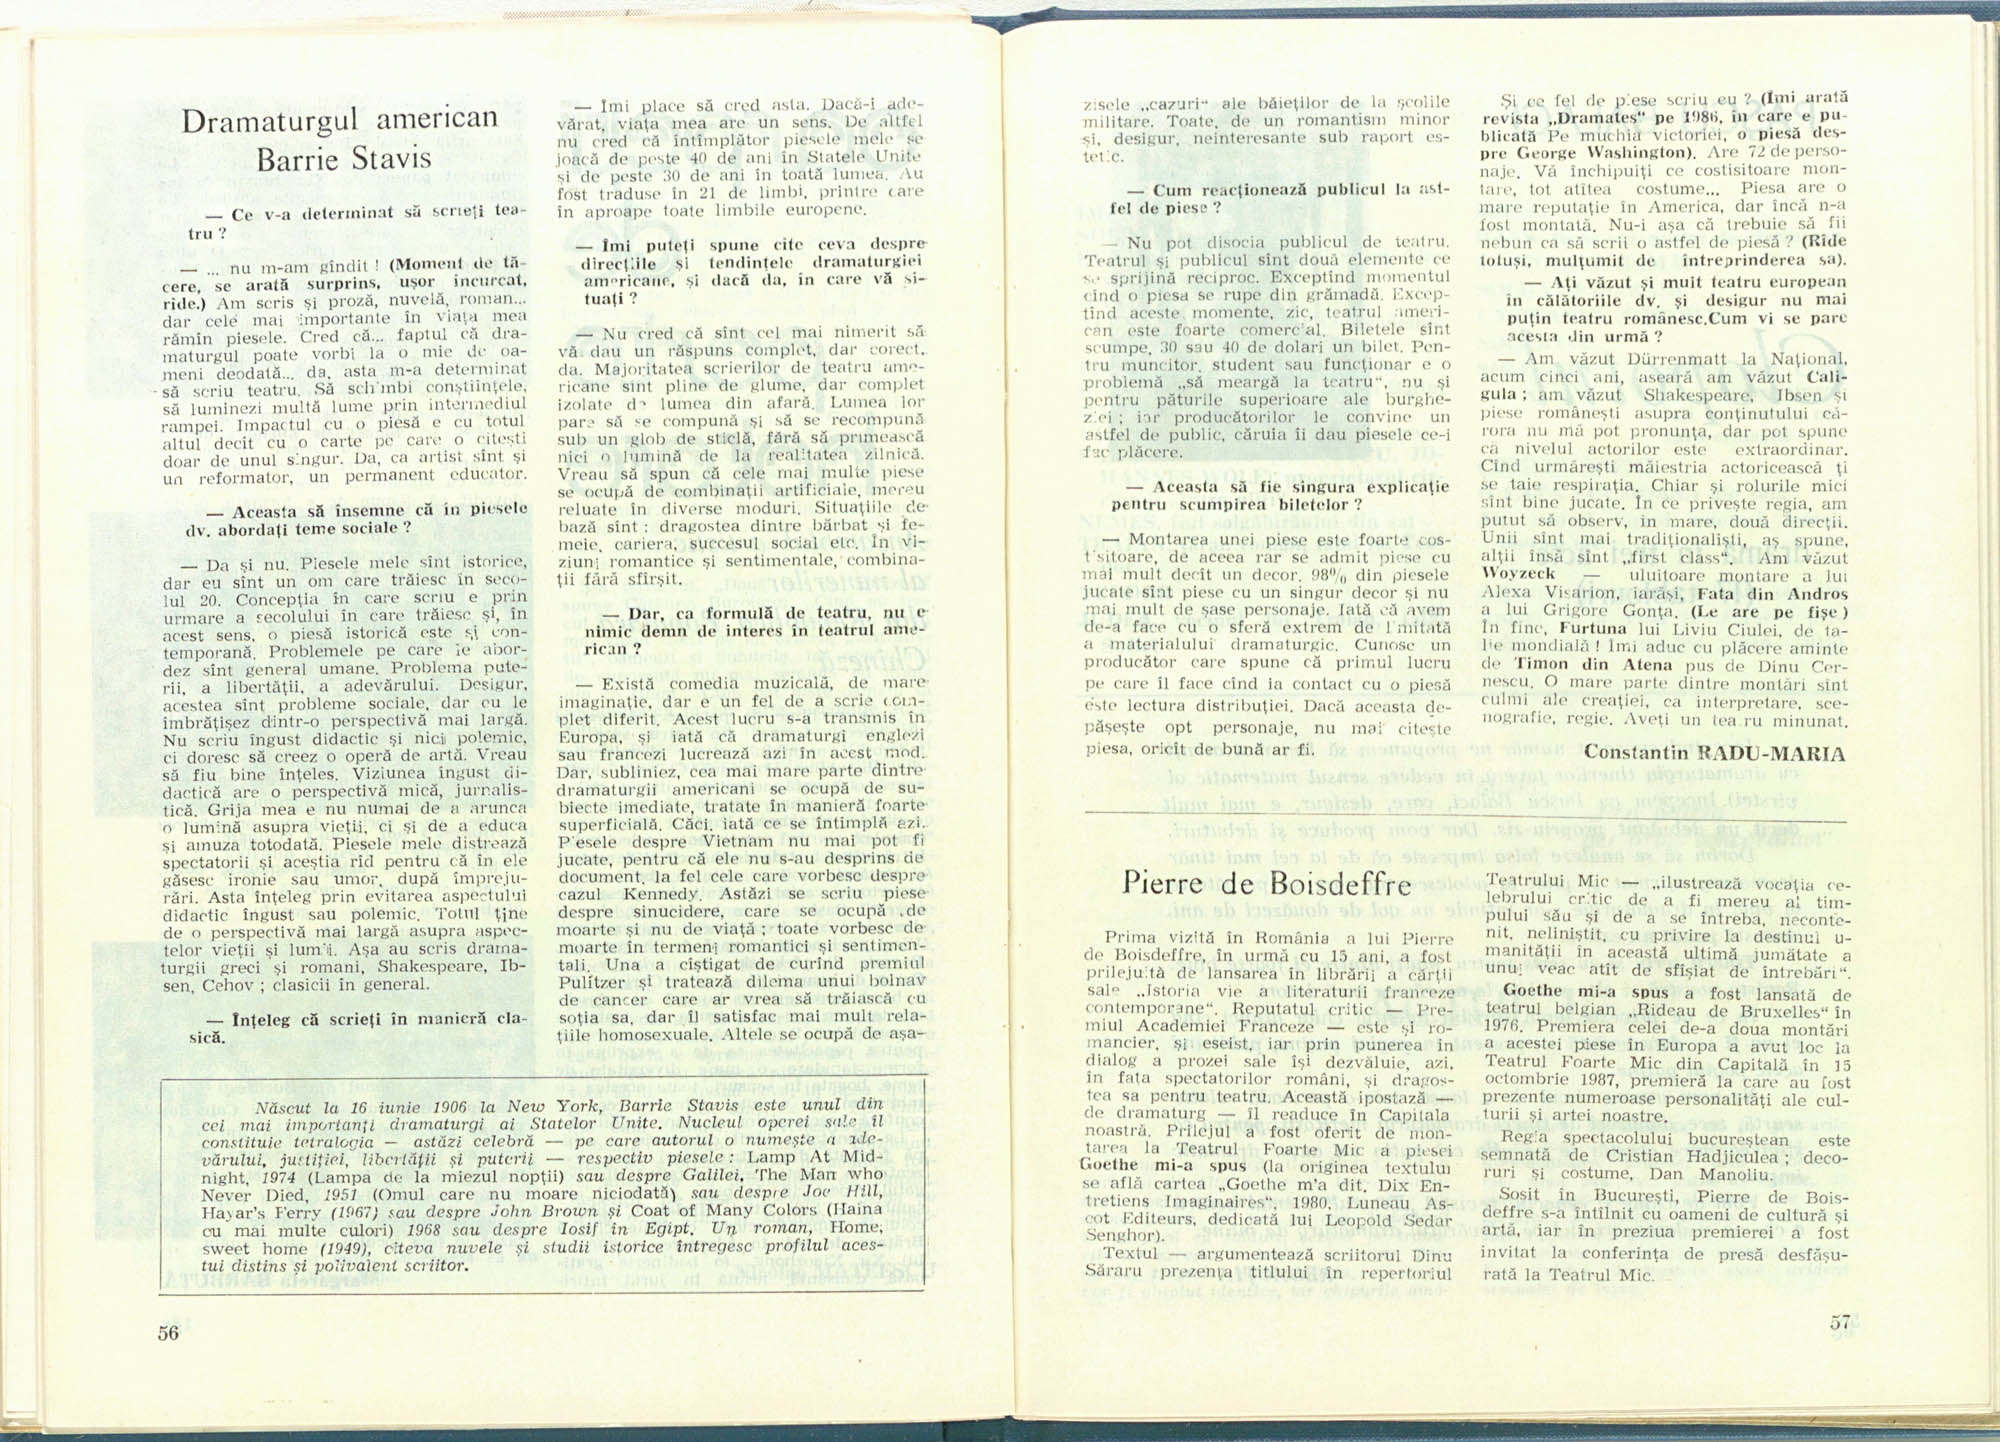 Dramaturgul american
Barrie Stavis
— Ce v-a determinat să scrieți tea-
tru ?
— ... nu m-am gîndit ! (Moment de tă-
cere, se arată surprins, ușor încurcat,
ride.) Am scris și proză, nuvelă, roman...
dar cele mai importante în viața mea
rămîn piesele. Cred că... faptul că dra-
maturgul poate vorbi la o mie de oa-
meni deodată... da, asta m-a determinat
să scriu teatru. Să schimbi conștiințele,
să luminezi multă lume prin intermediul
rampei. Impactul cu o piesă e cu totul
altul decît cu o carte pe care o citești
doar de unul singur. Da, ca artist sînt și
un reformator, un permanent educator.
— Aceasta să însemne că în piesele
dv. abordați teme sociale ?
— Da și nu. Piesele mele sînt istorice,
dar eu sînt un om care trăiesc în seco-
lul 20. Concepția în care scriu e prin
urmare a secolului în care trăiesc și, în
acest sens, o piesă istorică este și con-
temporană. Problemele pe care le abor-
dez sînt general umane. Problema pute-
rii, a libertății, a adevărului. Desigur,
acestea sînt probleme sociale, dar eu le
îmbrățișez dintr-o perspectivă mai largă.
Nu scriu îngust didactic și nici polemic,
ci doresc să creez o operă de artă. Vreau
să fiu bine înțeles. Viziunea îngust di-
dactică are o perspectivă mică, jurnalis-
tică. Grija mea e nu numai de a arunca
o lumină asupra vieții, ci și de a educa
și amuza totodată. Piesele mele distrează
spectatorii și aceștia rîd pentru că în ele
găsesc ironie sau umor, după împreju-
rări. Asta înțeleg prin evitarea aspectului
didactic îngust sau polemic. Totul ține
de o perspectivă mai largă asupra aspec-
telor vieții și lumii. Așa au scris drama-
turgii greci și romani, Shakespeare, Ib-
sen, Cehov ; clasicii în general.
— Înțeleg că scrieți în manieră cla-
sică.
— Îmi place să cred asta. Dacă-i ade-
vărat, viața mea are un sens. De altfel
nu cred că întîmplător piesele mele se
joacă de peste 40 de ani în Statele Unite
și de peste 30 de ani în toată lumea. Au
fost traduse în 21 de limbi, printre care
în aproape toate limbile europene.
— Îmi puteți spune cîte ceva despre
direcțiile și tendințele dramaturgiei
americane, și dacă da, în care vă si-
tuați ?
— Nu cred că sînt cel mai nimerit să
vă dau un răspuns complet, dar corect,
da. Majoritatea scrierilor de teatru ame-
ricane sînt pline de glume, dar complet
izolate de lumea din afară. Lumea lor
pare să se compună și să se recompună
sub un glob de sticlă, fără să primească
nici o lumină de la realitatea zilnică.
Vreau să spun că cele mai multe piese
se ocupă de combinații artificiale, mereu
reluate în diverse moduri. Situațiile de
bază sînt : dragostea dintre bărbat și fe-
meie, cariera, succesul social etc. În vi-
ziuni romantice și sentimentale, combina-
ții fără sfîrșit.
— Dar, ca formulă de teatru, nu e
nimic demn de interes în teatrul ame-
rican ?
— Există comedia muzicală, de mare
imaginație, dar e un fel de a scrie com-
plet diferit. Acest lucru s-a transmis în
Europa, și iată că dramaturgi englezi
sau francezi lucrează azi în acest mod.
Dar, subliniez, cea mai mare parte dintre
dramaturgii americani se ocupă de su-
biecte imediate, tratate în manieră foarte
superficială. Căci, iată ce se întîmplă azi.
Piesele despre Vietnam nu mai pot fi
jucate, pentru că ele nu s-au desprins de
document, la fel cele care vorbesc despre
cazul Kennedy. Astăzi se scriu piese
despre sinucidere, care se ocupă de
moarte și nu de viață ; toate vorbesc de
moarte în termeni romantici și sentimen-
tali. Una a cîștigat de curînd premiul
Pulitzer și tratează dilema unui bolnav
de cancer care ar vrea să trăiască cu
soția sa, dar îl satisfac mai mult rela-
țiile homosexuale. Altele se ocupă de așa-
Născut la 16 iunie 1906 la New York, Barrie Stavis este unul din
cei mai importanți dramaturgi ai Statelor Unite. Nucleul operei sale îl
constituie tetralogia — astăzi celebră — pe care autorul o numește a ade-
vărului, justiției, libertății și puterii — respectiv piesele : Lamp At Mid-
night, 1974 (Lampa de la miezul nopții) sau despre Galilei, The Man who
Never Died, 1951 (Omul care nu moare niciodată) sau despre Joe Hill,
Hayar's Ferry (1967) sau despre John Brown și Coat of Many Colors (Haina
cu mai multe culori) 1968 sau despre Iosif în Egipt. Un roman, Home,
sweet home (1949), cîteva nuvele și studii istorice întregesc profilul aces-
tui distins și polivalent scriitor.
56
zisele „cazuri“ ale băieților de la școlile
militare. Toate, de un romantism minor
și, desigur, neinteresante sub raport es-
tetic.
— Cum reacționează publicul la ast-
fel de piese ?
— Nu pot disocia publicul de teatru.
Teatrul și publicul sînt două elemente ce
se sprijină reciproc. Exceptînd momentul
cînd o piesă se rupe din grămadă. Excep-
tînd aceste momente, zic, teatrul ameri-
can este foarte comercial. Biletele sînt
scumpe, 30 sau 40 de dolari un bilet. Pen-
tru muncitor, student sau funcționar e o
problemă „să meargă la teatru“, nu și
pentru păturile superioare ale burghe-
ziei ; iar producătorilor le convine un
astfel de public, căruia îi dau piesele ce-i
fac plăcere.
— Aceasta să fie singura explicație
pentru scumpirea biletelor ?
— Montarea unei piese este foarte cos-
tisitoare, de aceea rar se admit piese cu
mai mult decît un decor. 98% din piesele
jucate sînt piese cu un singur decor și nu
mai mult de șase personaje. Iată că avem
de-a face cu o sferă extrem de limitată
a materialului dramaturgic. Cunosc un
producător care spune că primul lucru
pe care îl face cînd ia contact cu o piesă
este lectura distribuției. Dacă aceasta de-
pășește opt personaje, nu mai citește
piesa, oricît de bună ar fi.
Și ce fel de piese scriu eu ? (Îmi arată
revista „Dramates“ pe 1986, în care e pu-
blicată Pe muchia victoriei, o piesă des-
pre George Washington). Are 72 de perso-
naje. Vă închipuiți ce costisitoare mon-
tare, tot atîtea costume... Piesa are o
mare reputație în America, dar încă n-a
fost montată. Nu-i așa că trebuie să fii
nebun ca să scrii o astfel de piesă ? (Rîde
totuși, mulțumit de întreprinderea sa).
— Ați văzut și mult teatru european
în călătoriile dv. și desigur nu mai
puțin teatru românesc.Cum vi se pare
acesta din urmă ?
— Am văzut Dürrenmatt la Național,
acum cinci ani, aseară am văzut Cali-
gula ; am văzut Shakespeare, Ibsen și
piese românești asupra conținutului că-
rora nu mă pot pronunța, dar pot spune
că nivelul actorilor este extraordinar.
Cînd urmărești măiestria actoricească ți
se taie respirația. Chiar și rolurile mici
sînt bine jucate. În ce privește regia, am
putut să observ, în mare, două direcții.
Unii sînt mai tradiționaliști, aș spune,
alții însă sînt „first class“. Am văzut
Woyzeck — uluitoare montare a lui
Alexa Visarion, iarăși, Fata din Andros
a lui Grigore Gonța. (Le are pe fișe)
În fine, Furtuna lui Liviu Ciulei, de ta-
lie mondială ! Îmi aduc cu plăcere aminte
de Timon din Atena pus de Dinu Cer-
nescu. O mare parte dintre montări sînt
culmi ale creației, ca interpretare, sce-
nografie, regie. Aveți un teatru minunat.
Constantin RADU-MARIA
Pierre de Boisdeffre
Prima vizită în România a lui Pierre
de Boisdeffre, în urmă cu 15 ani, a fost
prilejuită de lansarea în librării a cărții
sale „Istoria vie a literaturii franceze
contemporane“. Reputatul critic — Pre-
miul Academiei Franceze — este și ro-
mancier, și eseist, iar prin punerea în
dialog a prozei sale își dezvăluie, azi,
în fața spectatorilor români, și dragos-
tea sa pentru teatru. Această ipostază —
de dramaturg — îl readuce în Capitala
noastră. Prilejul a fost oferit de mon-
tarea la Teatrul Foarte Mic a piesei
Goethe mi-a spus (la originea textului
se află cartea „Goethe m'a dit. Dix En-
tretiens Imaginaires“, 1980, Luneau As-
cot Editeurs, dedicată lui Leopold Sedar
Senghor).
Textul — argumentează scriitorul Dinu
Săraru prezența titlului în repertoriul
Teatrului Mic — „ilustrează vocația ce-
lebrului critic de a fi mereu al tim-
pului său și de a se întreba, neconte-
nit, neliniștit, cu privire la destinul u-
manității în această ultimă jumătate a
unui veac atît de sfîșiat de întrebări“.
Goethe mi-a spus a fost lansată de
teatrul belgian „Rideau de Bruxelles“ în
1976. Premiera celei de-a doua montări
a acestei piese în Europa a avut loc la
Teatrul Foarte Mic din Capitală în 15
octombrie 1987, premieră la care au fost
prezente numeroase personalități ale cul-
turii și artei noastre.
Regia spectacolului bucureștean este
semnată de Cristian Hadjiculea ; deco-
ruri și costume, Dan Manoliu.
Sosit în București, Pierre de Bois-
deffre s-a întîlnit cu oameni de cultură și
artă, iar în preziua premierei a fost
invitat la conferința de presă desfășu-
rată la Teatrul Mic.
57